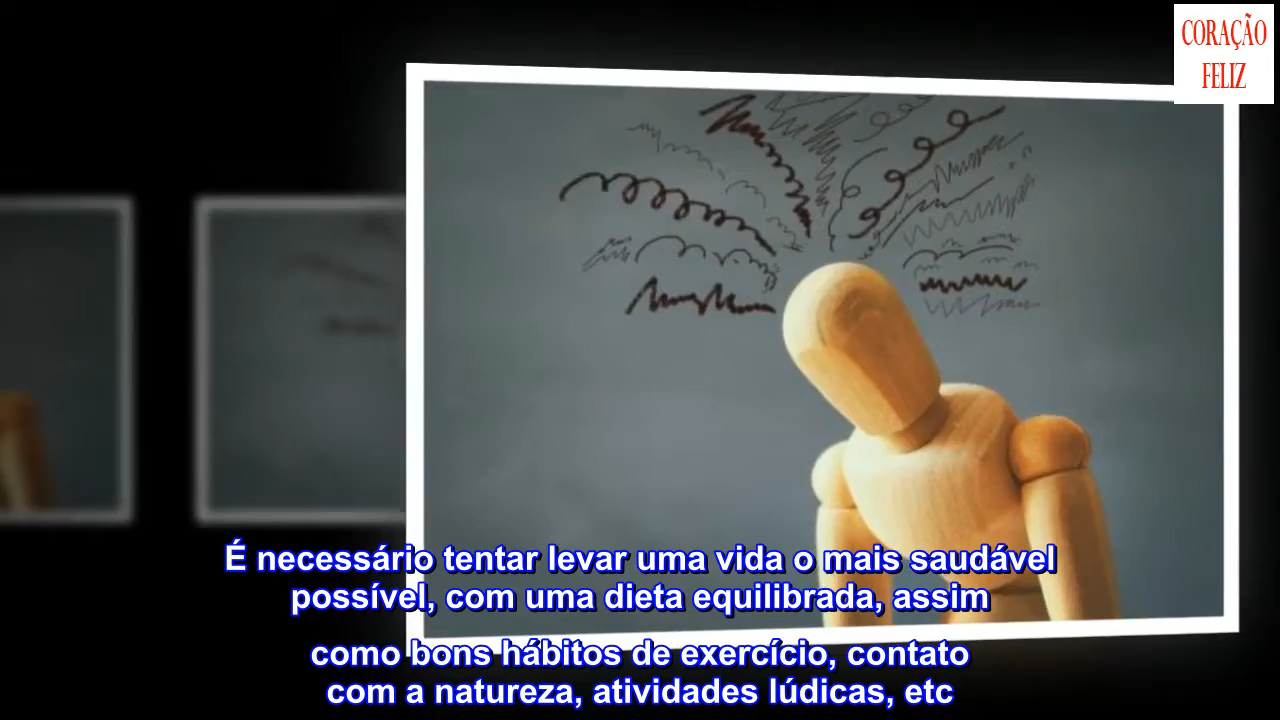 CORAÇÃO
FELIZ
É necessário tentar levar uma vida o mais saudável
possível, com uma dieta equilibrada, assim
como bons hábitos de exercício, contato
com a natureza, atividades lúdicas, etc